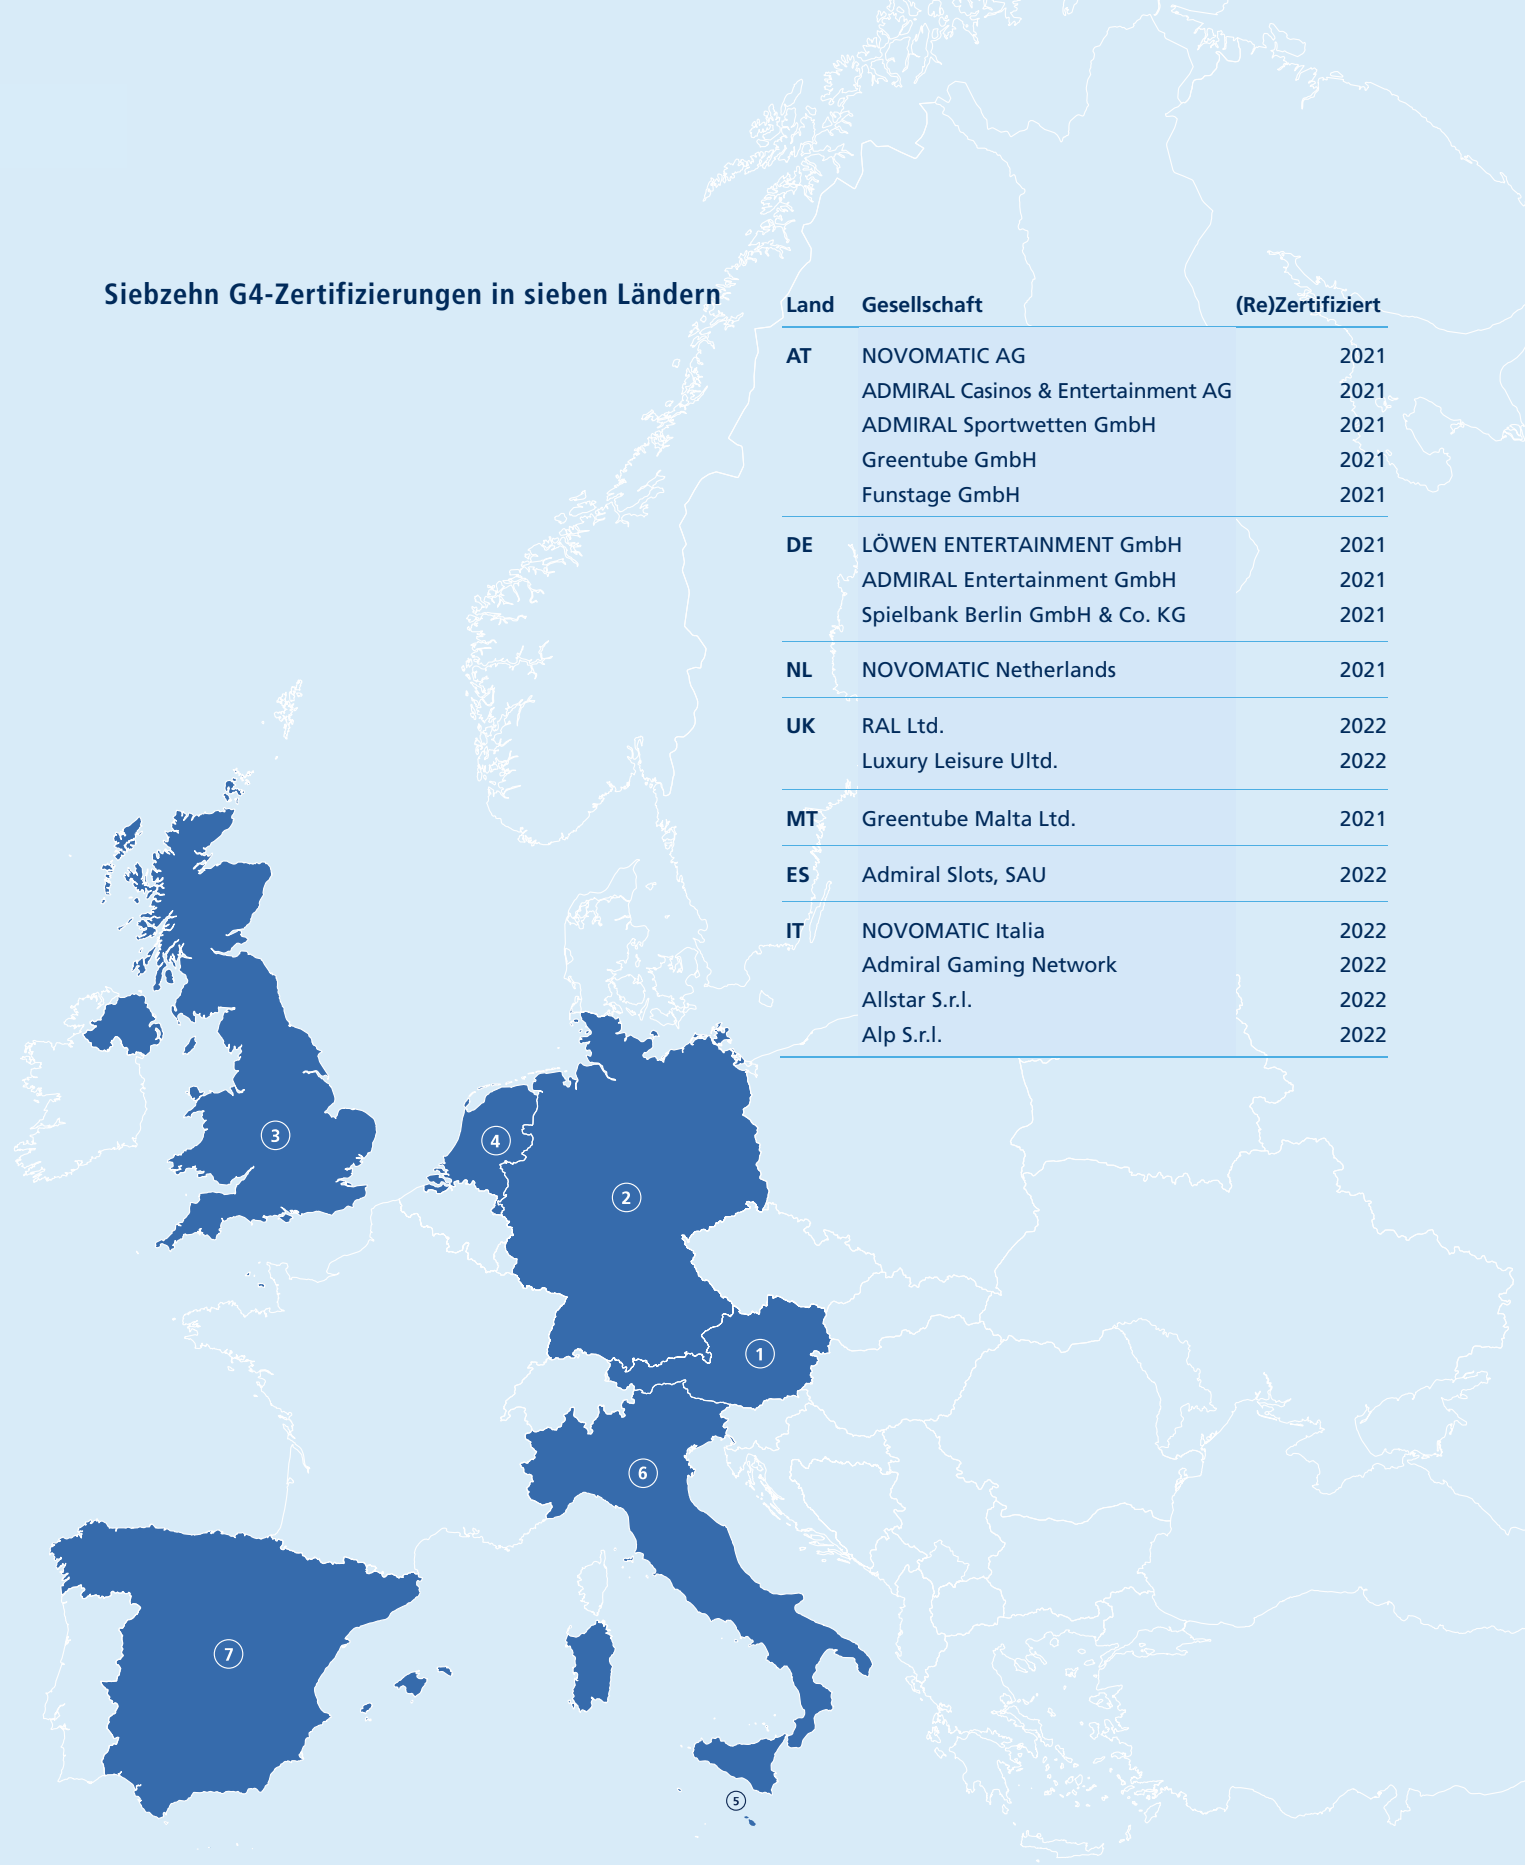 Siebzehn G4-Zertifizierungen in sieben Ländern
Land Gesellschaft (Re)Zertifiziert
AT NOVOMATIC AG 2021
ADMIRAL Casinos & Entertainment AG 2021
ADMIRAL Sportwetten GmbH 2021
Greentube GmbH 2021
Funstage GmbH 2021
DE LÖWEN ENTERTAINMENT GmbH 2021
ADMIRAL Entertainment GmbH 2021
Spielbank Berlin GmbH & Co. KG 2021
NL NOVOMATIC Netherlands 2021
UK RAL Ltd. 2022
Luxury Leisure Ultd. 2022
MT Greentube Malta Ltd. 2021
ES Admiral Slots, SAU 2022
IT NOVOMATIC Italia 2022
Admiral Gaming Network 2022
Allstar S.r.l. 2022
Alp S.r.l. 2022
3
4
2
1
6
7
5